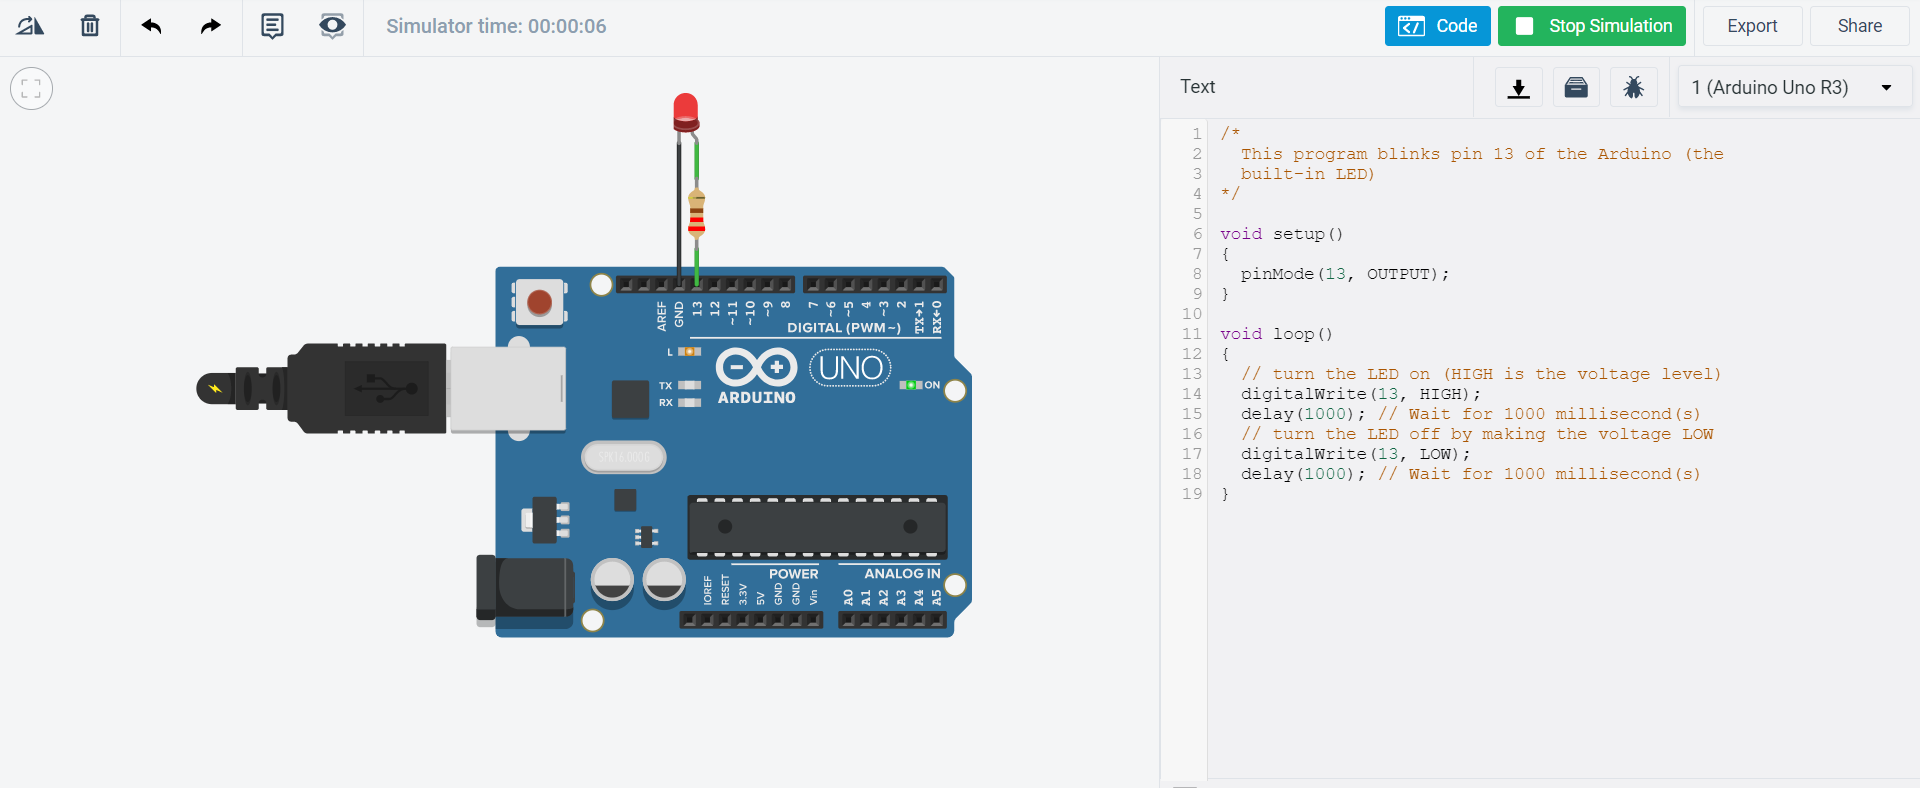 Simulator time: 00:00:06
Code
Stop Simulation
Export
Share
Text
1 (Arduino Uno R3)
1 /*
2 This program blinks pin 13 of the Arduino (the
3 built-in LED)
4 */
5
6 void setup()
7 {
8 pinMode(13, OUTPUT);
9 }
10
11 void loop()
12 {
13 // turn the LED on (HIGH is the voltage level)
14 digitalWrite(13, HIGH);
15 delay(1000); // Wait for 1000 millisecond(s)
16 // turn the LED off by making the voltage LOW
17 digitalWrite(13, LOW);
18 delay(1000); // Wait for 1000 millisecond(s)
19 }
AREF GND 13 12 ~11 ~10 ~9 8 7 ~6 ~5 4 ~3 2 TX→1 RX←0
DIGITAL (PWM~)
L
TX
RX
UNO
ARDUINO
ON
SPK16.000G
POWER
ANALOG IN
IOREF RESET 3.3V 5V GND GND Vin A0 A1 A2 A3 A4 A5